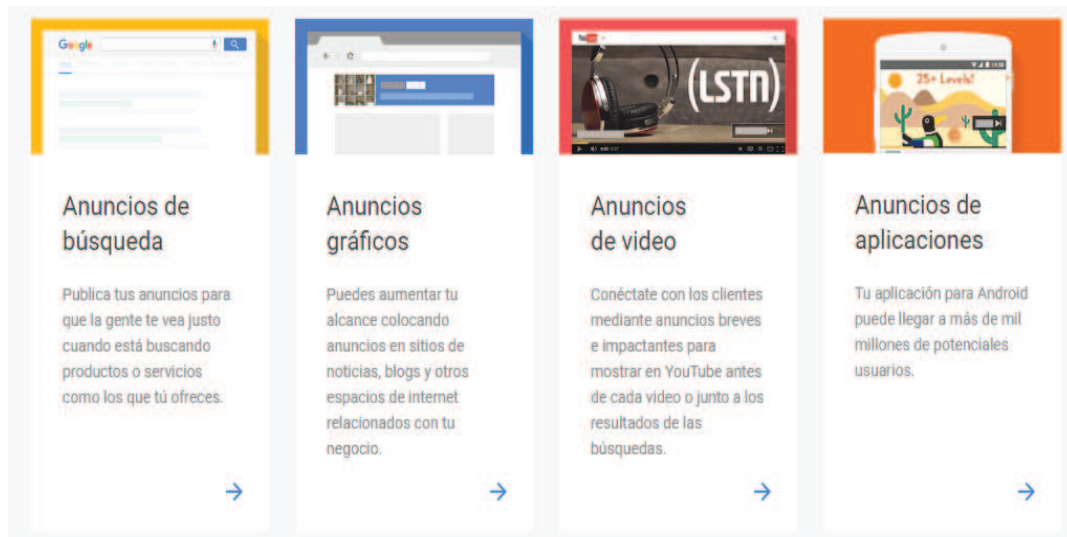 Google
YouTube
(LSTN)
25+ Levels!
Anuncios de
búsqueda
Publica tus anuncios para
que la gente te vea justo
cuando está buscando
productos o servicios
como los que tú ofreces.
Anuncios
gráficos
Puedes aumentar tu
alcance colocando
anuncios en sitios de
noticias, blogs y otros
espacios de internet
relacionados con tu
negocio.
Anuncios
de video
Conéctate con los clientes
mediante anuncios breves
e impactantes para
mostrar en YouTube antes
de cada video o junto a los
resultados de las
búsquedas.
Anuncios de
aplicaciones
Tu aplicación para Android
puede llegar a más de mil
millones de potenciales
usuarios.